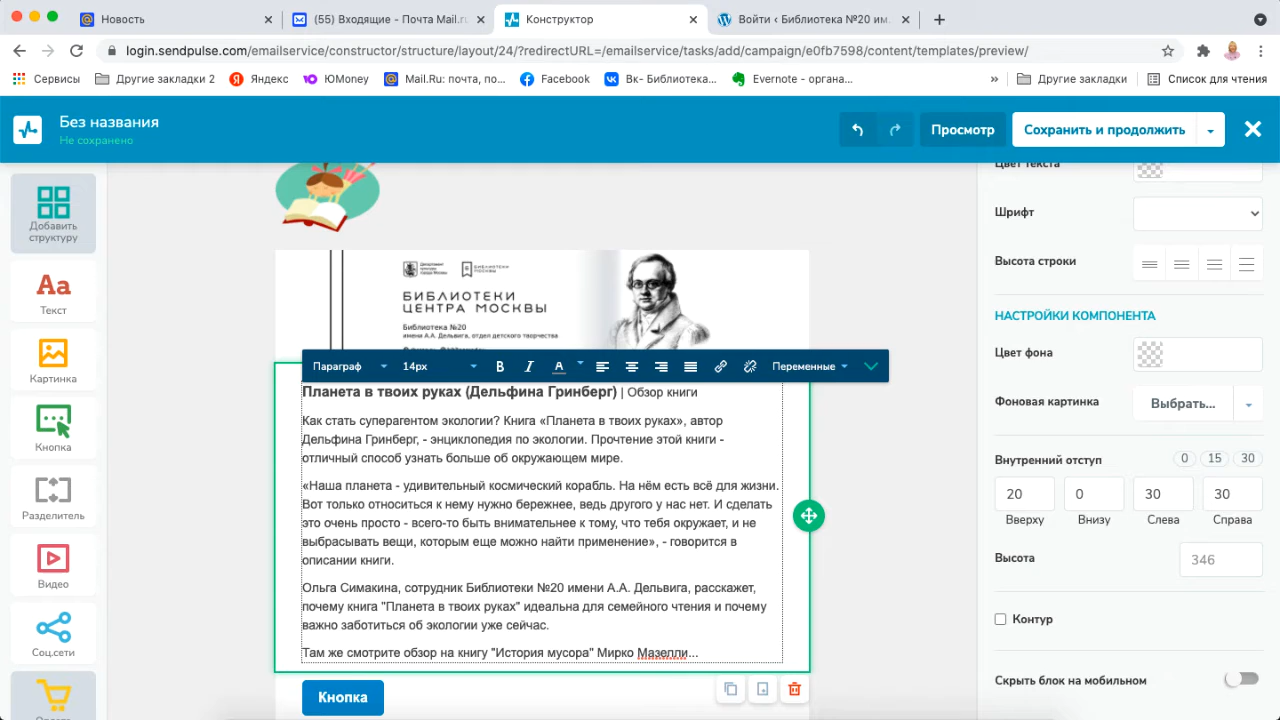 Новость
(55) Входящие - Почта Mail.ru
Конструктор
Войти ‹ Библиотека №20 им.
login.sendpulse.com/emailservice/constructor/structure/layout/24/?redirectURL=/emailservice/tasks/add/campaign/e0fb7598/content/templates/preview/
Сервисы
Другие закладки 2
Яндекс
ЮMoney
Mail.Ru: почта, по...
Facebook
Вк- Библиотека...
Evernote - органа...
»
Другие закладки
Список для чтения
Без названия
Не сохранено
Просмотр
Сохранить и продолжить
Добавить
структуру
Aa
Текст
Картинка
Кнопка
Разделитель
Видео
Соц.сети
Департамент
культуры
города Москвы
БИБЛИОТЕКИ
МОСКВЫ
БИБЛИОТЕКИ
ЦЕНТРА МОСКВЫ
Библиотека №20
имени А.А. Дельвига, отдел детского творчества
Параграф
14px
B
I
A
Переменные
Планета в твоих руках (Дельфина Гринберг) | Обзор книги
Как стать суперагентом экологии? Книга «Планета в твоих руках», автор
Дельфина Гринберг, - энциклопедия по экологии. Прочтение этой книги -
отличный способ узнать больше об окружающем мире.
«Наша планета - удивительный космический корабль. На нём есть всё для жизни.
Вот только относиться к нему нужно бережнее, ведь другого у нас нет. И сделать
это очень просто - всего-то быть внимательнее к тому, что тебя окружает, и не
выбрасывать вещи, которым еще можно найти применение», - говорится в
описании книги.
Ольга Симакина, сотрудник Библиотеки №20 имени А.А. Дельвига, расскажет,
почему книга "Планета в твоих руках" идеальна для семейного чтения и почему
важно заботиться об экологии уже сейчас.
Там же смотрите обзор на книгу "История мусора" Мирко Мазелли...
Кнопка
Цвет текста
Шрифт
Высота строки
НАСТРОЙКИ КОМПОНЕНТА
Цвет фона
Фоновая картинка
Выбрать...
Внутренний отступ
0
15
30
20
0
30
30
Вверху
Внизу
Слева
Справа
Высота
346
Контур
Скрыть блок на мобильном